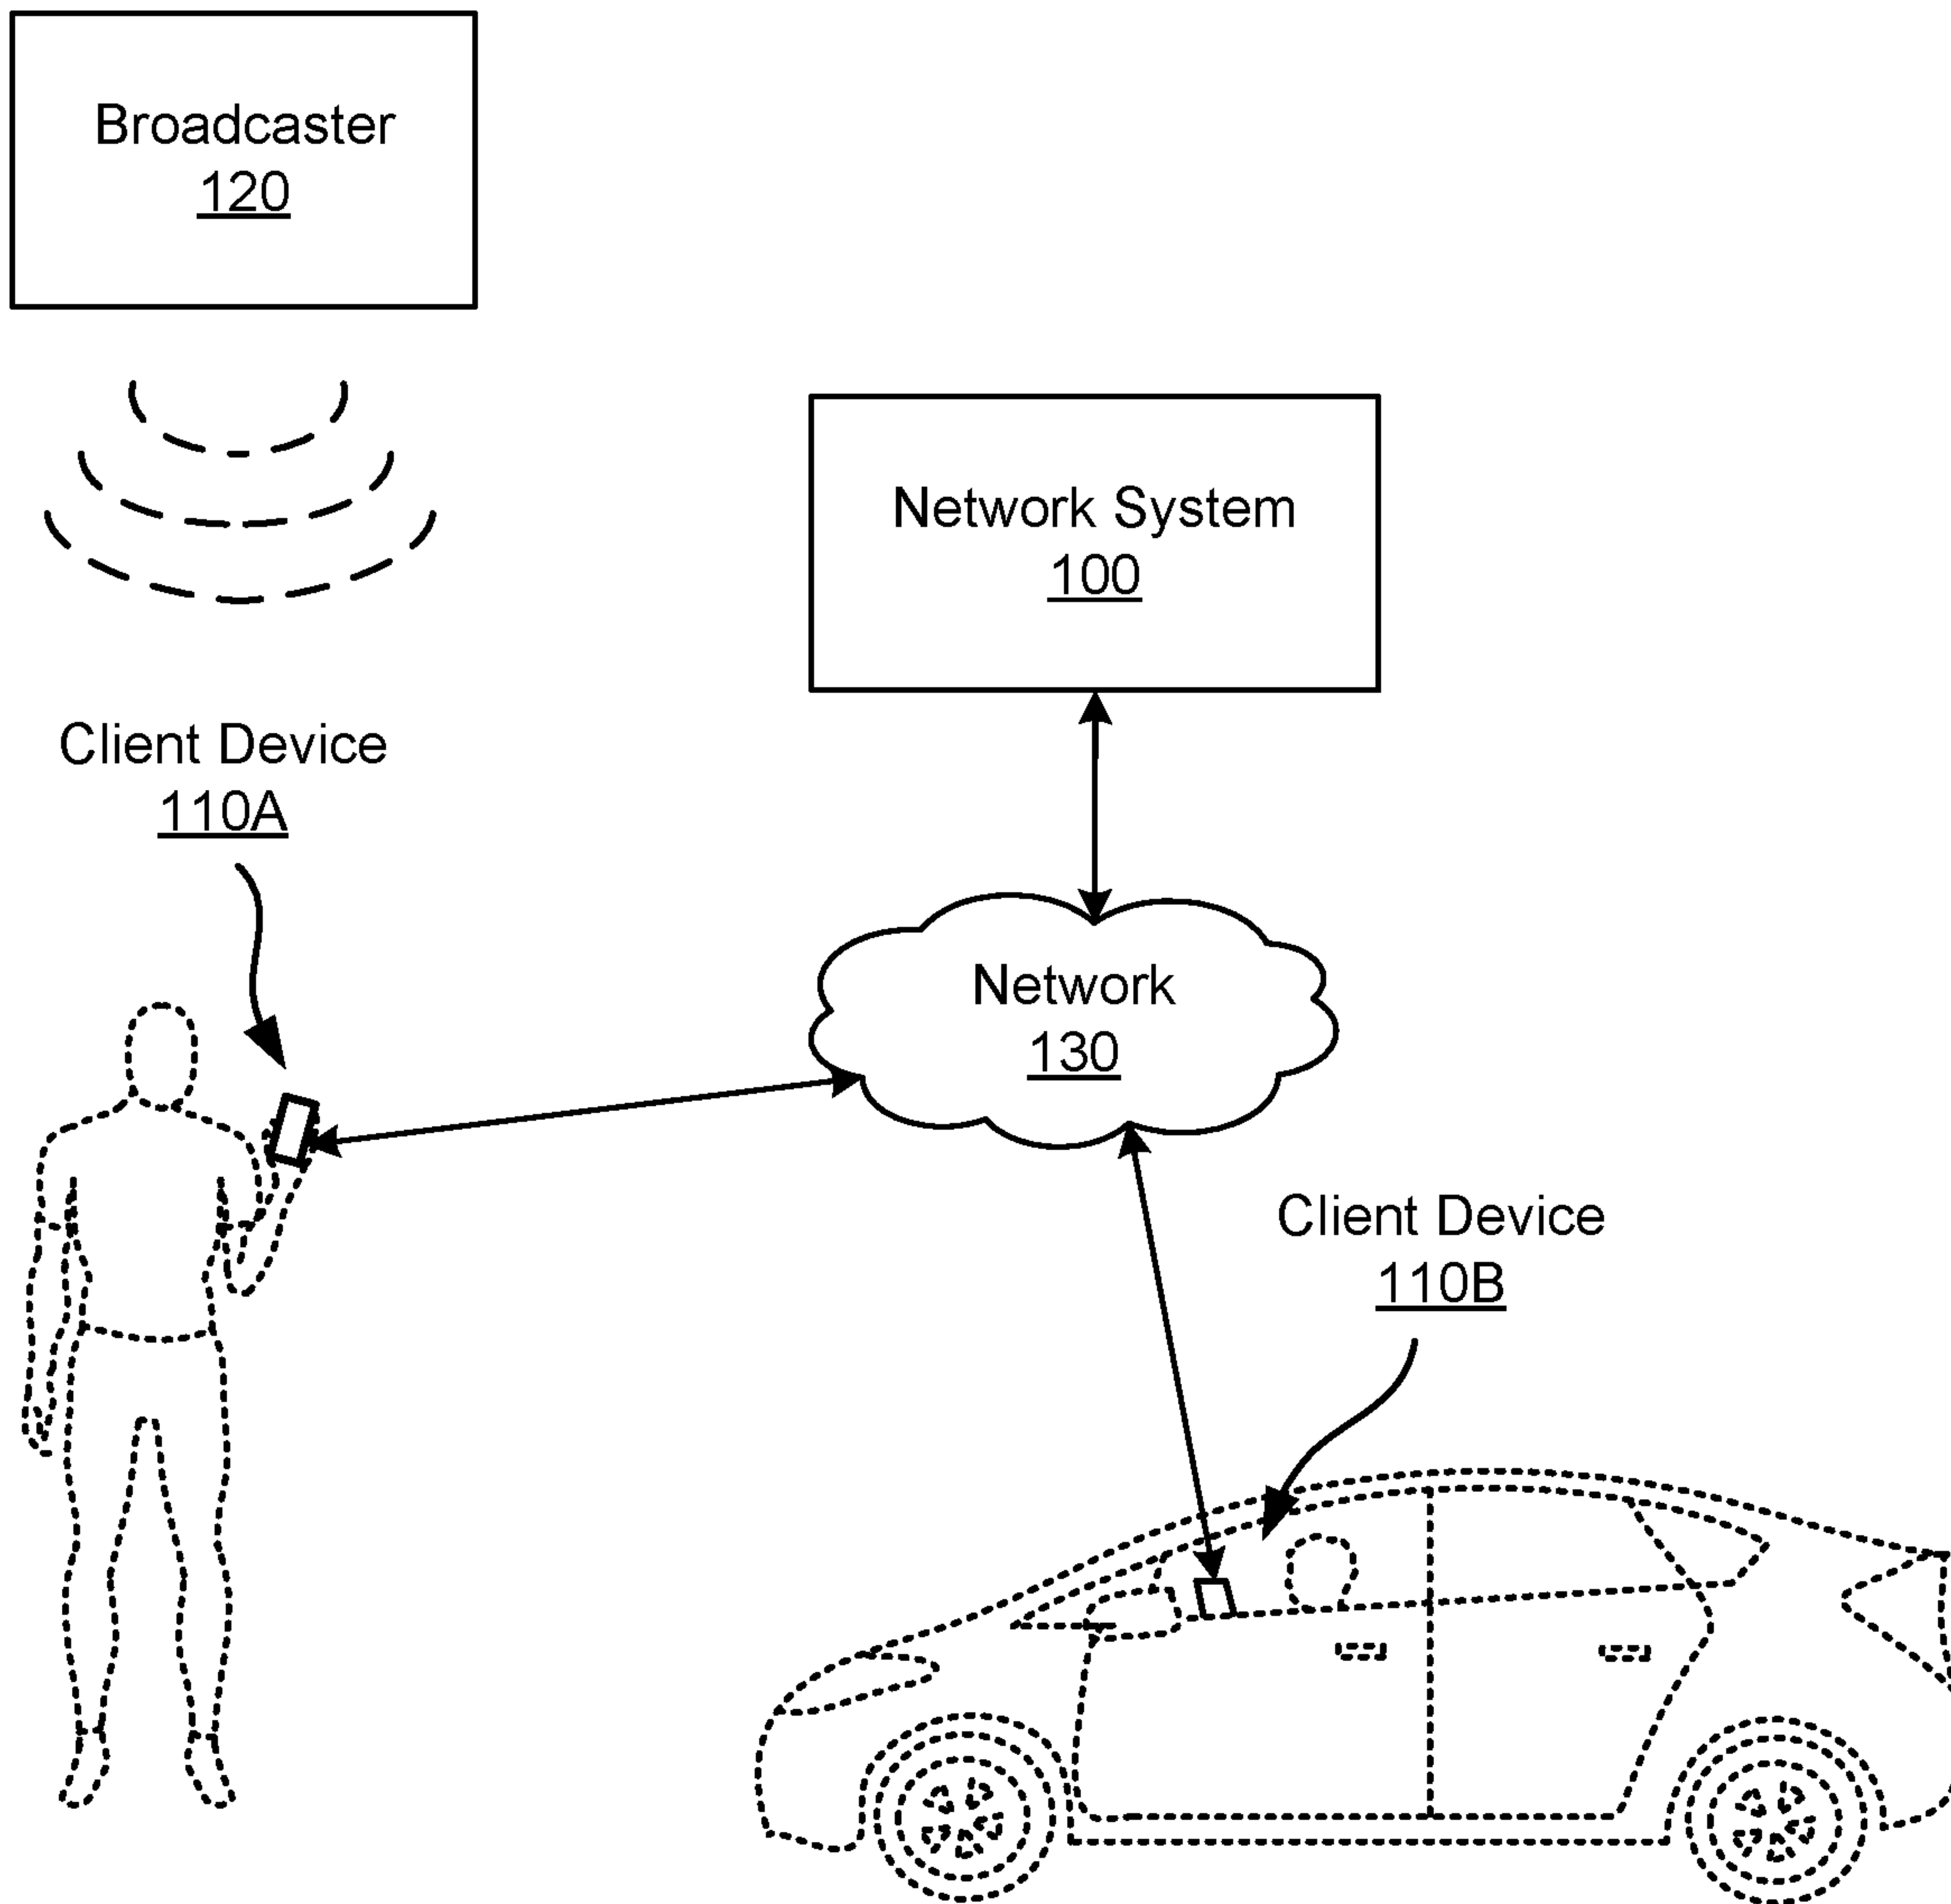 Broadcaster
120
Network System
100
Client Device
110A
Network
130
Client Device
110B